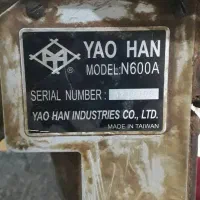 YAO HAN
MODEL:N600A
SERIAL NUMBER :
YAO HAN INDUSTRIES CO., LTD.
MADE IN TAIWAN